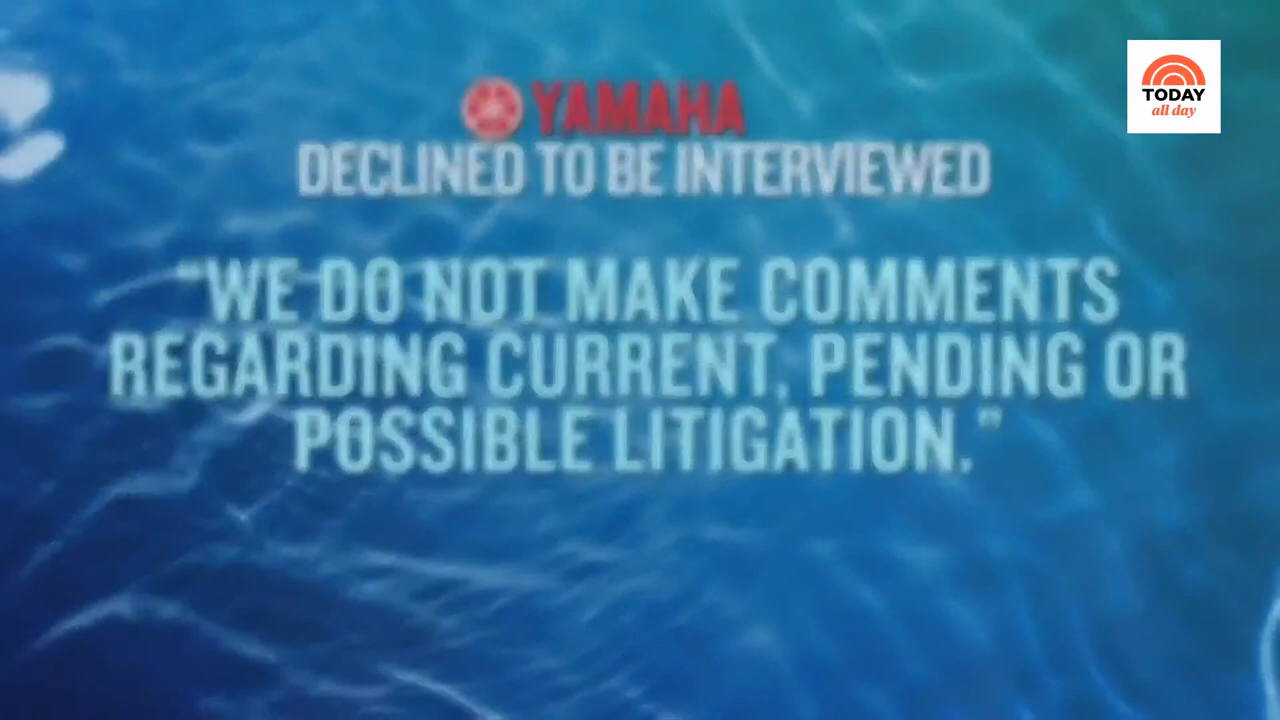 TODAY
all day
YAMAHA
DECLINED TO BE INTERVIEWED
"WE DO NOT MAKE COMMENTS
REGARDING CURRENT, PENDING OR
POSSIBLE LITIGATION."